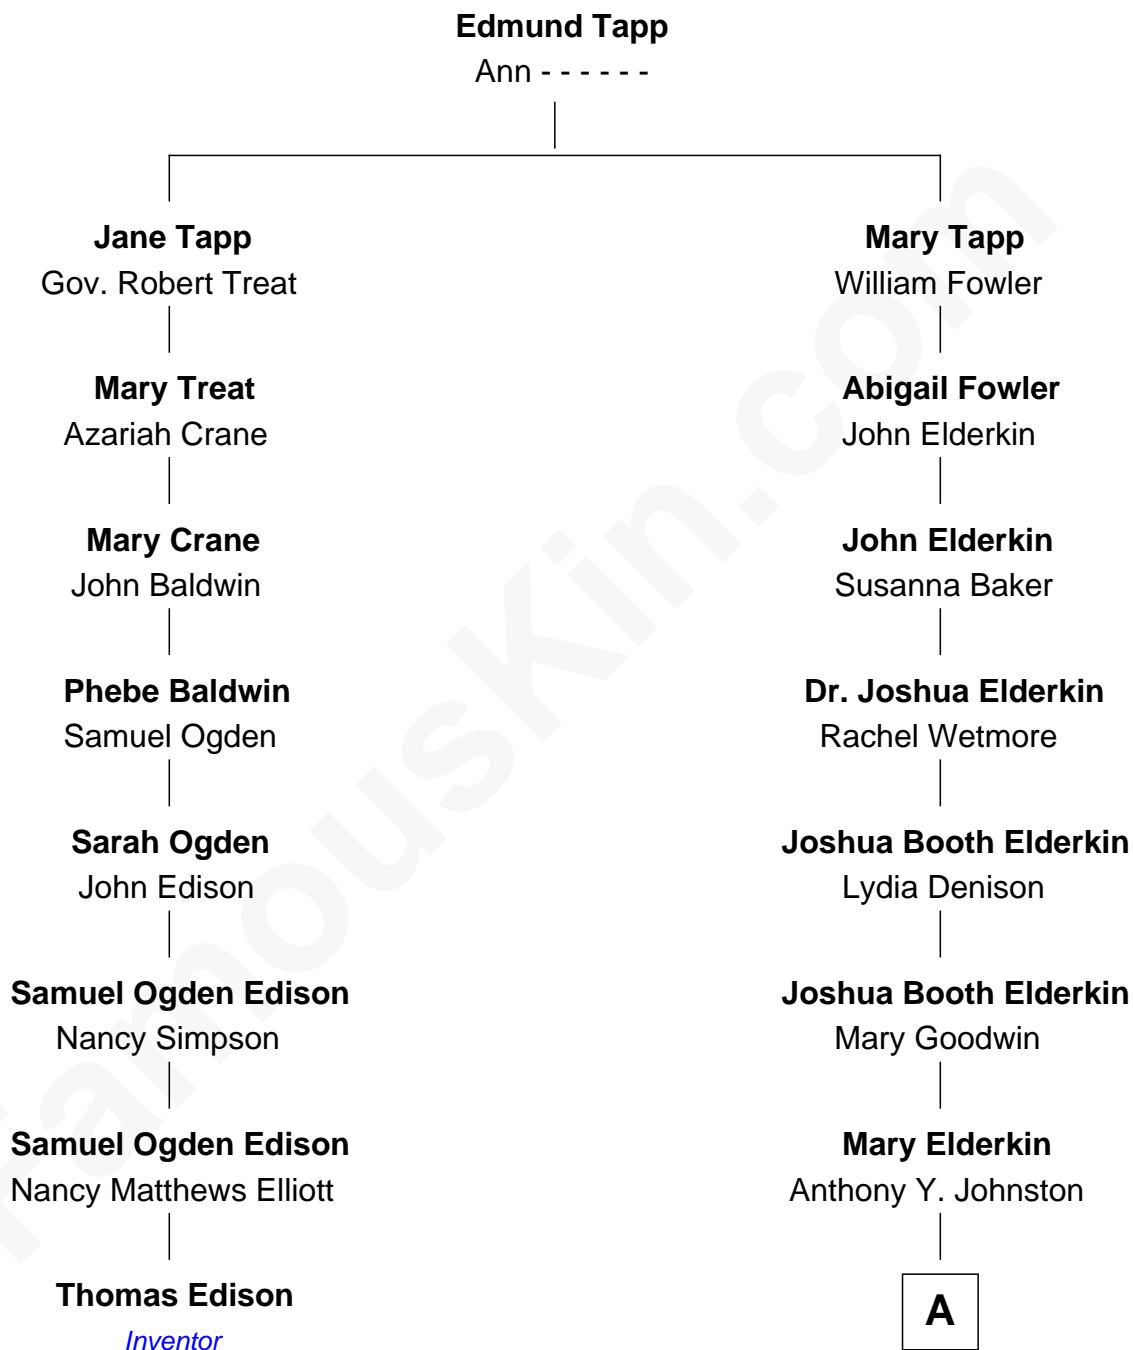 Edmund Tapp
Ann - - - - - -
Jane Tapp
Gov. Robert Treat
Mary Treat
Azariah Crane
Mary Crane
John Baldwin
Phebe Baldwin
Samuel Ogden
Sarah Ogden
John Edison
Samuel Ogden Edison
Nancy Simpson
Samuel Ogden Edison
Nancy Matthews Elliott
Thomas Edison
Inventor
Mary Tapp
William Fowler
Abigail Fowler
John Elderkin
John Elderkin
Susanna Baker
Dr. Joshua Elderkin
Rachel Wetmore
Joshua Booth Elderkin
Lydia Denison
Joshua Booth Elderkin
Mary Goodwin
Mary Elderkin
Anthony Y. Johnston
A
FamousKin.com